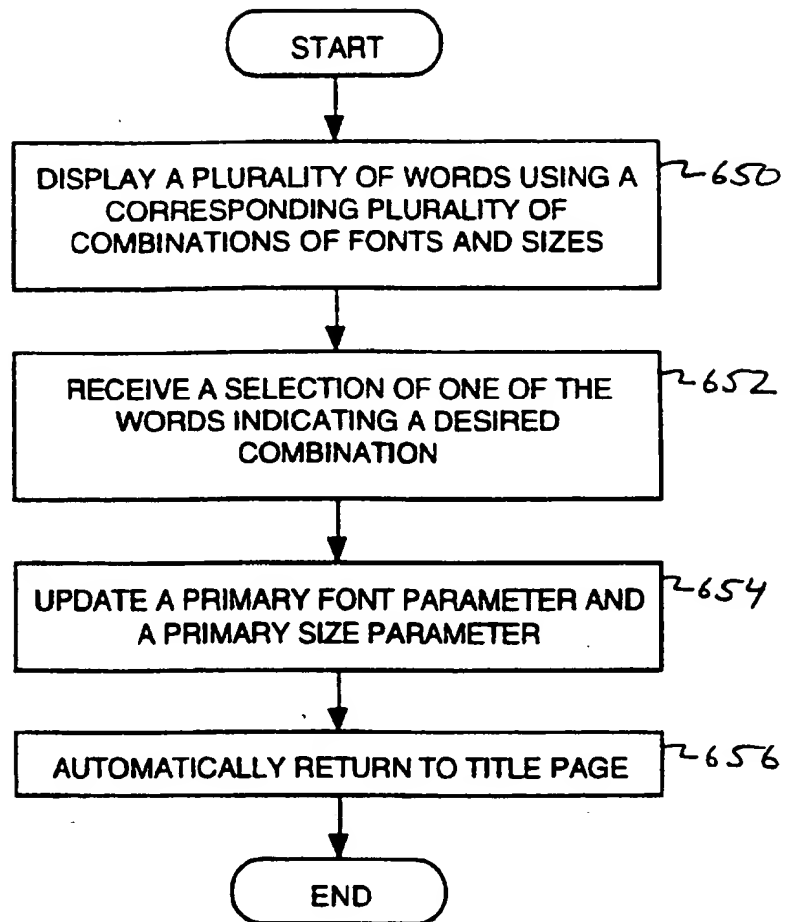 START
DISPLAY A PLURALITY OF WORDS USING A
CORRESPONDING PLURALITY OF
COMBINATIONS OF FONTS AND SIZES
650
RECEIVE A SELECTION OF ONE OF THE
WORDS INDICATING A DESIRED
COMBINATION
652
UPDATE A PRIMARY FONT PARAMETER AND
A PRIMARY SIZE PARAMETER
654
AUTOMATICALLY RETURN TO TITLE PAGE
656
END